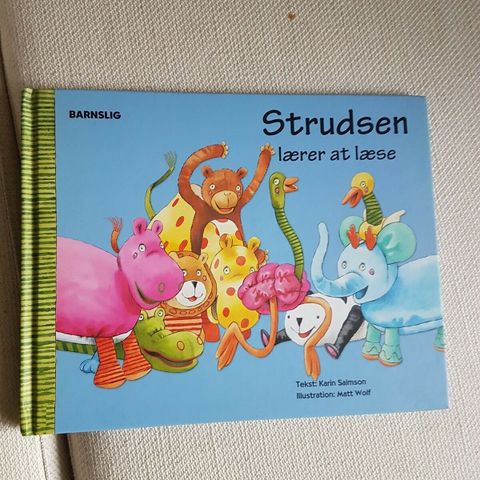 BARNSLIG
Strudsen
lærer at læse
Tekst: Karin Salmson
Illustration: Matt Wolf